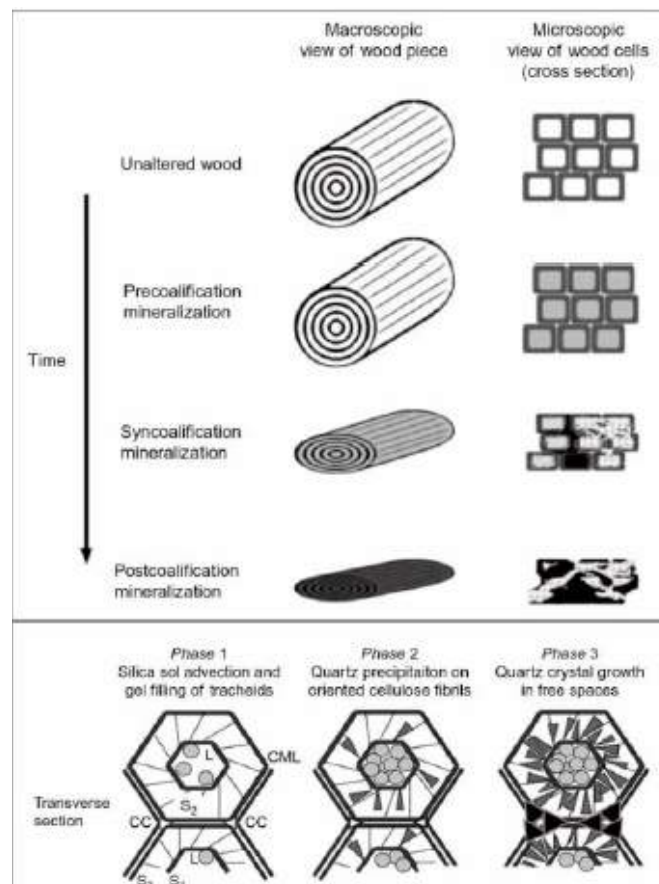 Macroscopic
view of wood piece
Microscopic
view of wood cells
(cross section)
Unaltered wood
Precoalification
mineralization
Time
Syncoalification
mineralization
Postcoalification
mineralization
Phase 1
Silica sol advection and
gel filling of tracheids
Phase 2
Quartz precipitaiton on
oriented cellulose fibrils
Phase 3
Quartz crystal growth
in free spaces
L
CML
S2
Transverse
section
CC
CC
L